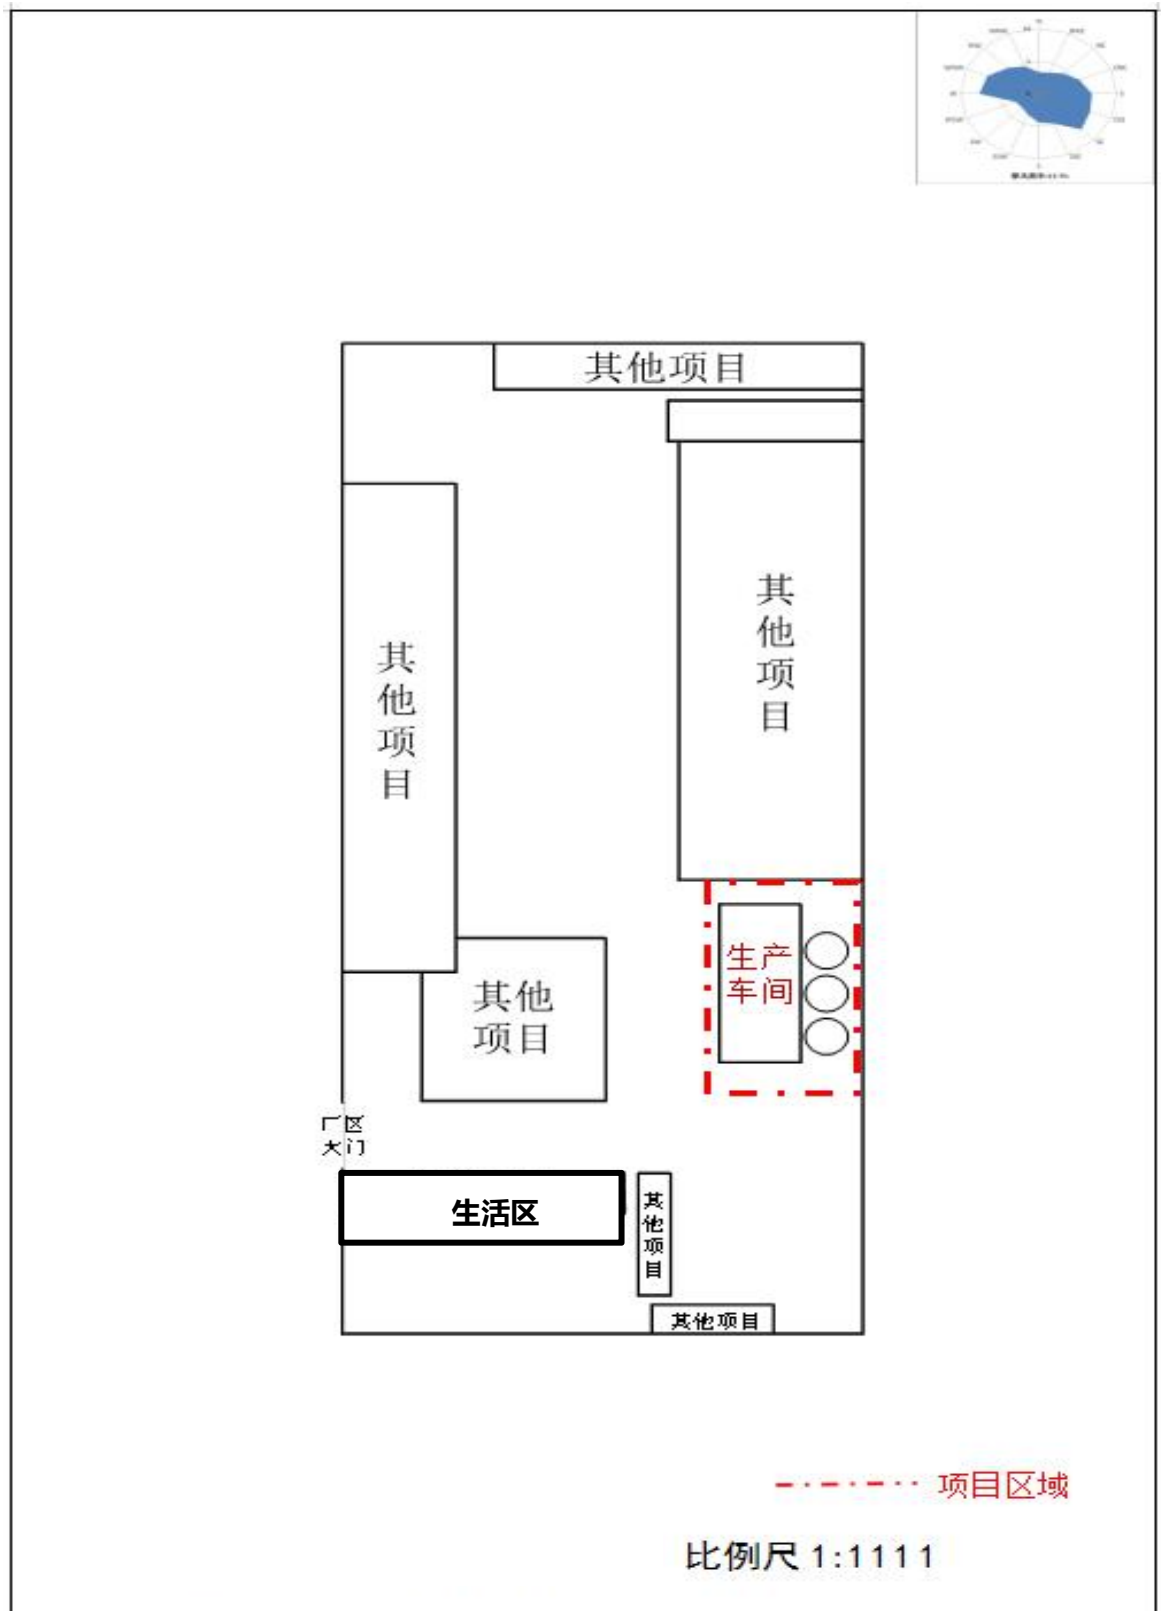 其他项目
其
他
项
目
其
他
项
目
生产
车间
其他
项目
厂区
大门
生活区
其
他
项
目
其他项目
项目区域
比例尺 1:1111